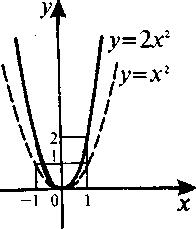 y
y=2x²
y=x²
2
1
−1 0 1 x